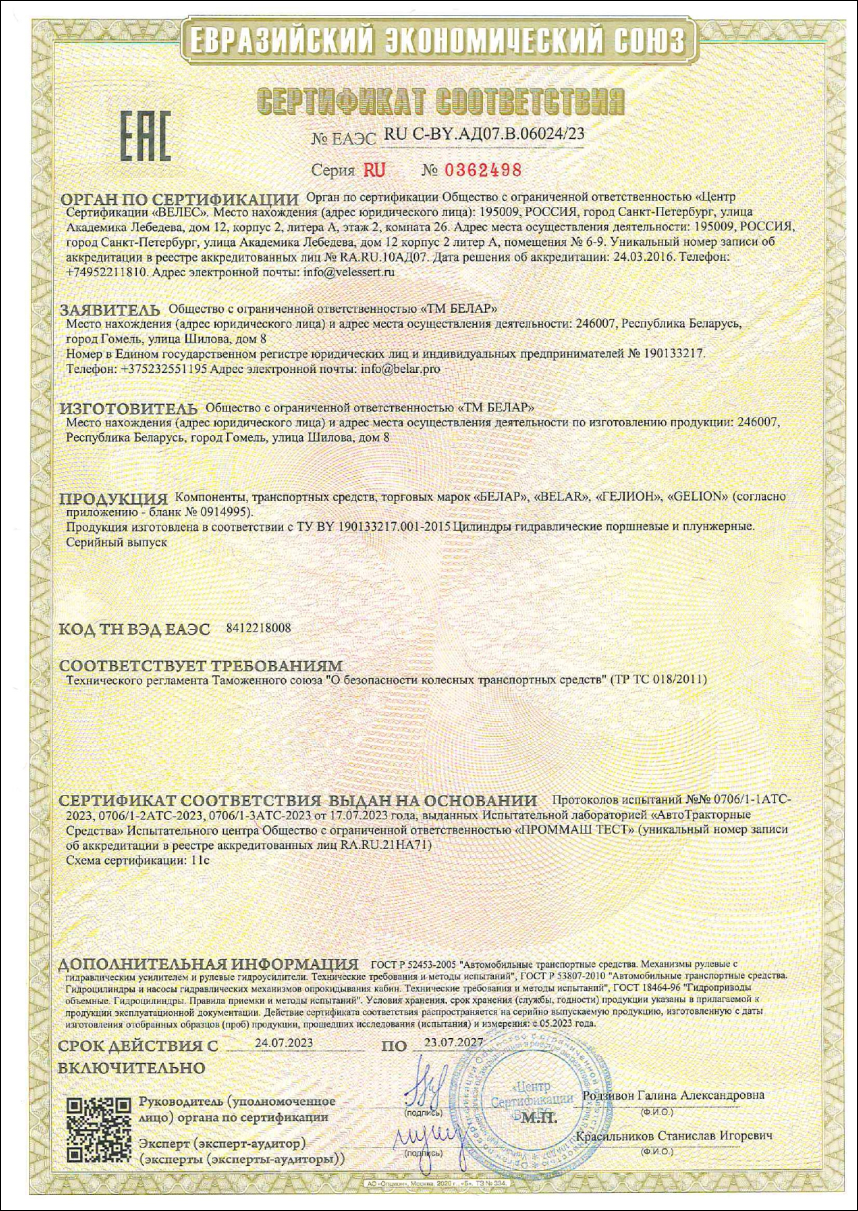 ЕВРАЗИЙСКИЙ ЭКОНОМИЧЕСКИЙ СОЮЗ
EAC
СЕРТИФИКАТ СООТВЕТСТВИЯ
№ ЕАЭС RU С-BY.АД07.В.06024/23
Серия RU № 0362498
ОРГАН ПО СЕРТИФИКАЦИИ Орган по сертификации Общество с ограниченной ответственностью «Центр
Сертификации «ВЕЛЕС». Место нахождения (адрес юридического лица): 195009, РОССИЯ, город Санкт-Петербург, улица
Академика Лебедева, дом 12, корпус 2, литера А, этаж 2, комната 26. Адрес места осуществления деятельности: 195009, РОССИЯ,
город Санкт-Петербург, улица Академика Лебедева, дом 12 корпус 2 литер А, помещения № 6-9. Уникальный номер записи об
аккредитации в реестре аккредитованных лиц № RA.RU.10АД07. Дата решения об аккредитации: 24.03.2016. Телефон:
+74952211810. Адрес электронной почты: info@velessert.ru
ЗАЯВИТЕЛЬ Общество с ограниченной ответственностью «ТМ БЕЛАР»
Место нахождения (адрес юридического лица) и адрес места осуществления деятельности: 246007, Республика Беларусь,
город Гомель, улица Шилова, дом 8
Номер в Едином государственном регистре юридических лиц и индивидуальных предпринимателей № 190133217.
Телефон: +375232551195 Адрес электронной почты: info@belar.pro
ИЗГОТОВИТЕЛЬ Общество с ограниченной ответственностью «ТМ БЕЛАР»
Место нахождения (адрес юридического лица) и адрес места осуществления деятельности по изготовлению продукции: 246007,
Республика Беларусь, город Гомель, улица Шилова, дом 8
ПРОДУКЦИЯ Компоненты, транспортных средств, торговых марок «БЕЛАР», «BELAR», «ГЕЛИОН», «GELION» (согласно
приложению - бланк № 0914995).
Продукция изготовлена в соответствии с ТУ BY 190133217.001-2015 Цилиндры гидравлические поршневые и плунжерные.
Серийный выпуск
КОД ТН ВЭД ЕАЭС 8412218008
СООТВЕТСТВУЕТ ТРЕБОВАНИЯМ
Технического регламента Таможенного союза "О безопасности колесных транспортных средств" (ТР ТС 018/2011)
СЕРТИФИКАТ СООТВЕТСТВИЯ ВЫДАН НА ОСНОВАНИИ Протоколов испытаний №№ 0706/1-1АТС-
2023, 0706/1-2АТС-2023, 0706/1-3АТС-2023 от 17.07.2023 года, выданных Испытательной лабораторией «АвтоТракторные
Средства» Испытательного центра Общество с ограниченной ответственностью «ПРОММАШ ТЕСТ» (уникальный номер записи
об аккредитации в реестре аккредитованных лиц RA.RU.21НА71)
Схема сертификации: 11с
ДОПОЛНИТЕЛЬНАЯ ИНФОРМАЦИЯ ГОСТ Р 52453-2005 "Автомобильные транспортные средства. Механизмы рулевые с
гидравлическим усилителем и рулевые гидроусилители. Технические требования и методы испытаний", ГОСТ Р 53807-2010 "Автомобильные транспортные средства.
Гидроцилиндры и насосы гидравлических механизмов опрокидывания кабин. Технические требования и методы испытаний", ГОСТ 18464-96 "Гидроприводы
объемные. Гидроцилиндры. Правила приемки и методы испытаний". Условия хранения, срок хранения (службы, годности) продукции указаны в прилагаемой к
продукции эксплуатационной документации. Действие сертификата соответствия распространяется на серийно выпускаемую продукцию, изготовленную с даты
изготовления отобранных образцов (проб) продукции, прошедших исследования (испытания) и измерения: с 05.2023 года.
СРОК ДЕЙСТВИЯ С 24.07.2023 ПО 23.07.2027
ВКЛЮЧИТЕЛЬНО
Руководитель (уполномоченное
лицо) органа по сертификации
(подпись)
«Центр
Сертификации
М.П.
Родзивон Галина Александровна
(Ф.И.О.)
Эксперт (эксперт-аудитор)
(эксперты (эксперты-аудиторы))
(подпись)
Красильников Станислав Игоревич
(Ф.И.О.)
АО «Опцион», Москва, 2020 г., «Б», ТЗ № 334.